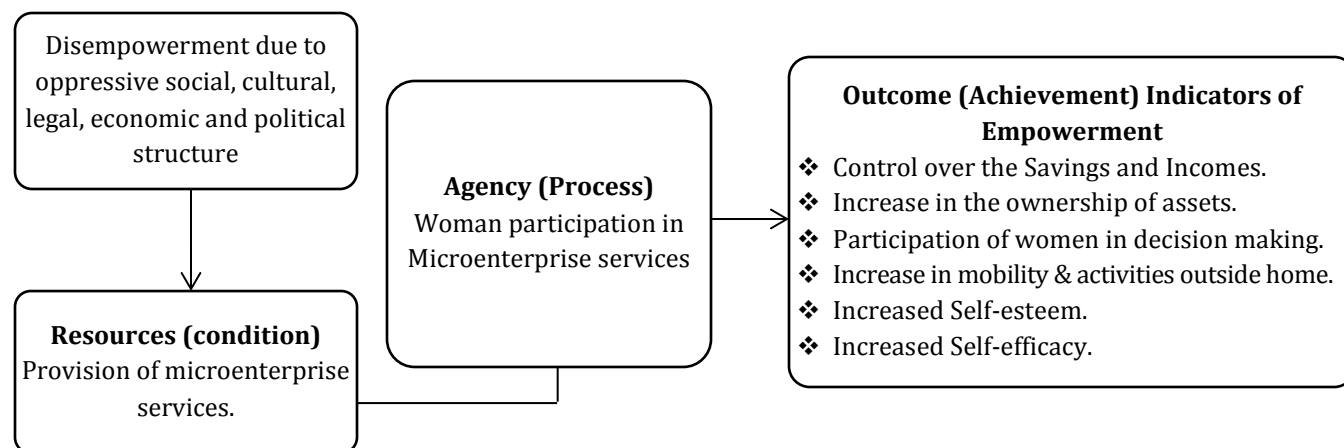 Disempowerment due to
oppressive social, cultural,
legal, economic and political
structure
Resources (condition)
Provision of microenterprise
services.
Agency (Process)
Woman participation in
Microenterprise services
Outcome (Achievement) Indicators of
Empowerment
❖ Control over the Savings and Incomes.
❖ Increase in the ownership of assets.
❖ Participation of women in decision making.
❖ Increase in mobility & activities outside home.
❖ Increased Self-esteem.
❖ Increased Self-efficacy.